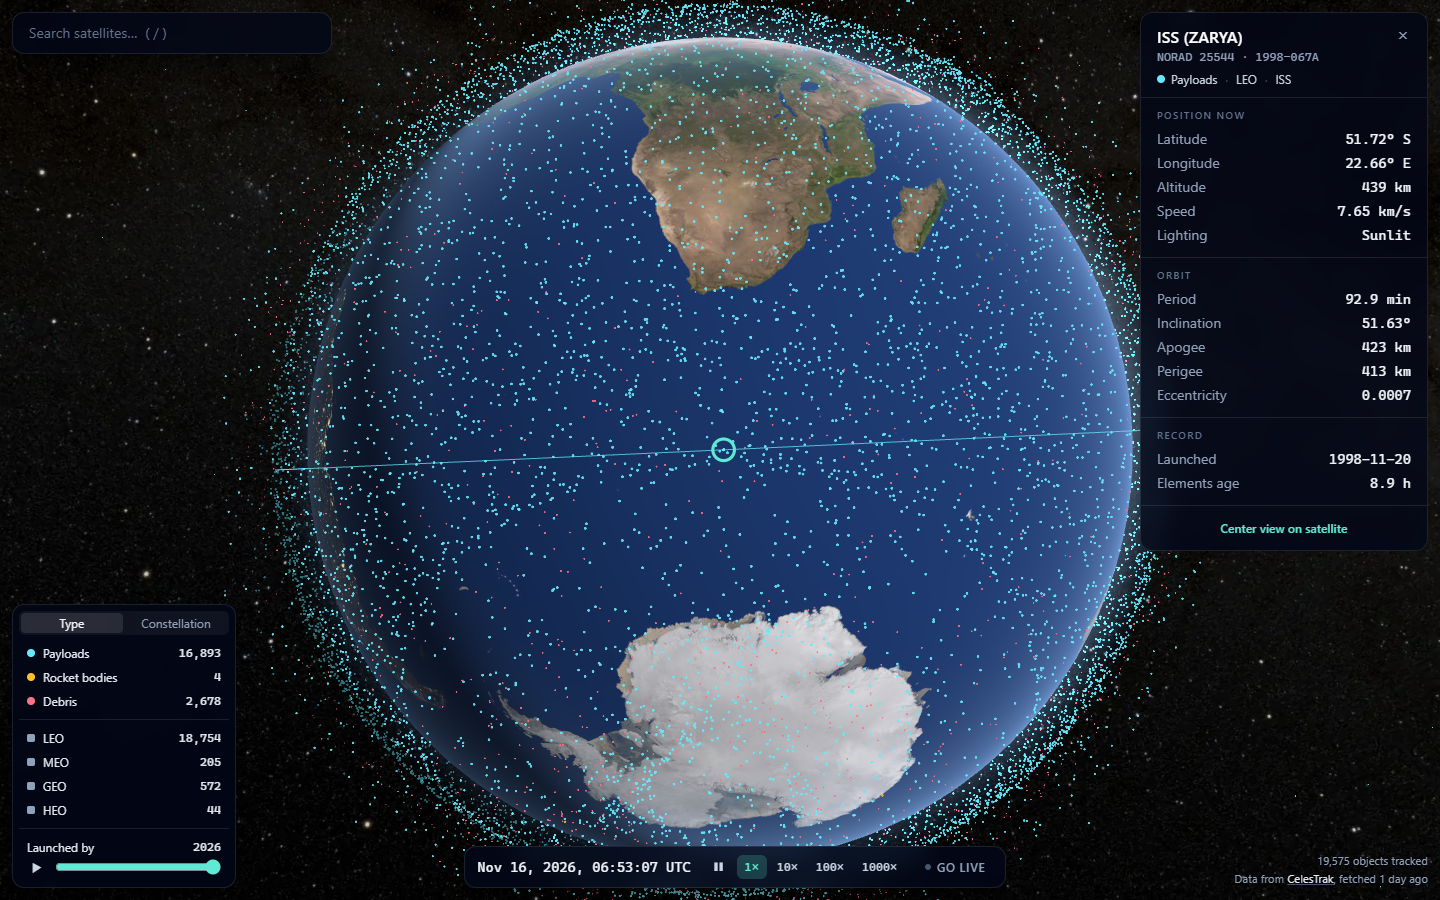 Search satellites... (/)
ISS (ZARYA)
×
NORAD 25544 · 1998-067A
Payloads · LEO · ISS
POSITION NOW
Latitude 51.72° S
Longitude 22.66° E
Altitude 439 km
Speed 7.65 km/s
Lighting Sunlit
ORBIT
Period 92.9 min
Inclination 51.63°
Apogee 423 km
Perigee 413 km
Eccentricity 0.0007
RECORD
Launched 1998-11-20
Elements age 8.9 h
Center view on satellite
Type Constellation
Payloads 16,893
Rocket bodies 4
Debris 2,678
LEO 18,754
MEO 205
GEO 572
HEO 44
Launched by 2026
Nov 16, 2026, 06:53:07 UTC 1× 10× 100× 1000× GO LIVE
19,575 objects tracked
Data from CelesTrak, fetched 1 day ago